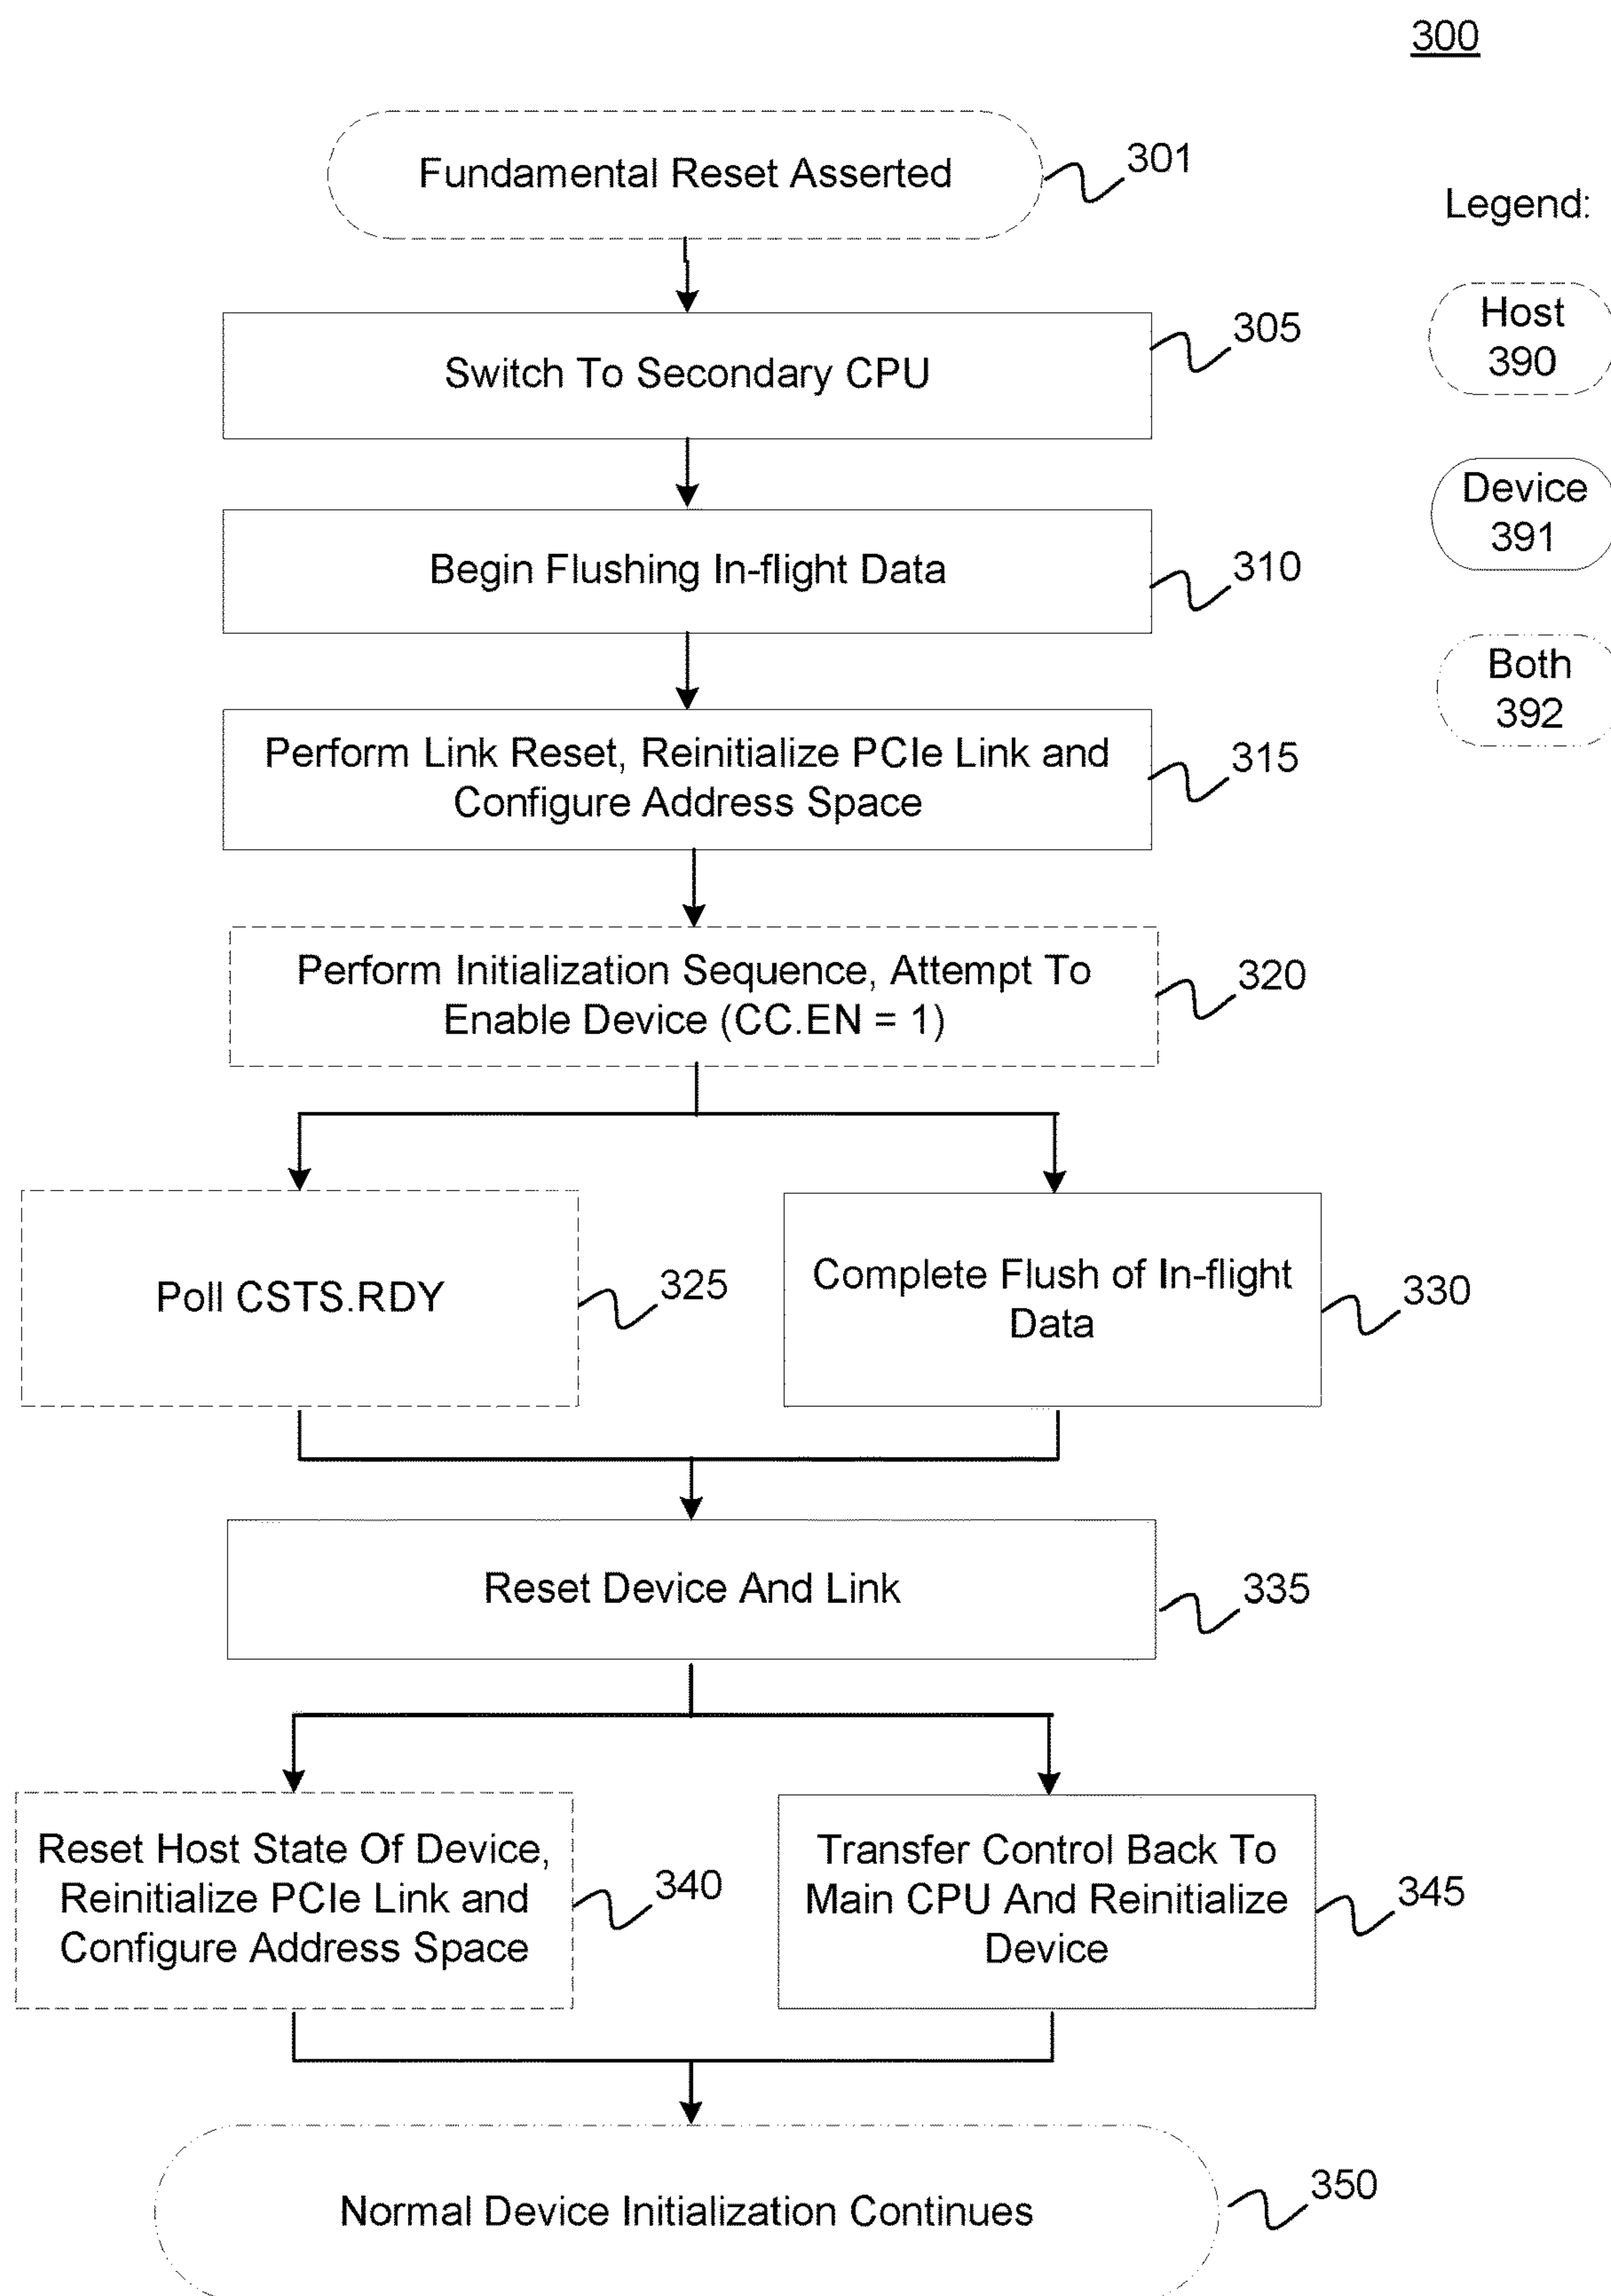 300
Fundamental Reset Asserted
301
Legend:
Host
390
Switch To Secondary CPU
305
Device
391
Begin Flushing In-flight Data
310
Both
392
Perform Link Reset, Reinitialize PCIe Link and
Configure Address Space
315
Perform Initialization Sequence, Attempt To
Enable Device (CC.EN = 1)
320
Poll CSTS.RDY
325
Complete Flush of In-flight
Data
330
Reset Device And Link
335
Reset Host State Of Device,
Reinitialize PCIe Link and
Configure Address Space
340
Transfer Control Back To
Main CPU And Reinitialize
Device
345
Normal Device Initialization Continues
350